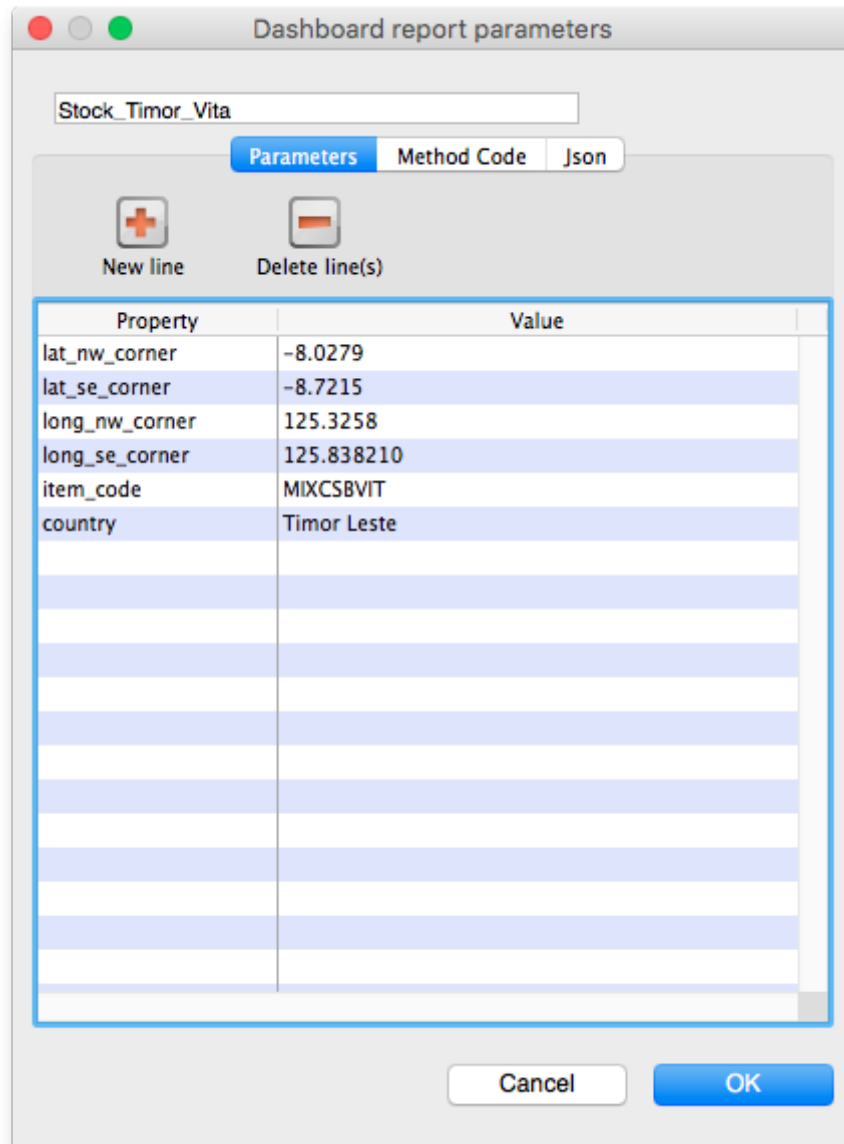 Dashboard report parameters
Stock_Timor_Vita
Parameters Method Code Json
New line Delete line(s)
Property Value
lat_nw_corner -8.0279
lat_se_corner -8.7215
long_nw_corner 125.3258
long_se_corner 125.838210
item_code MIXCSBVIT
country Timor Leste
Cancel OK